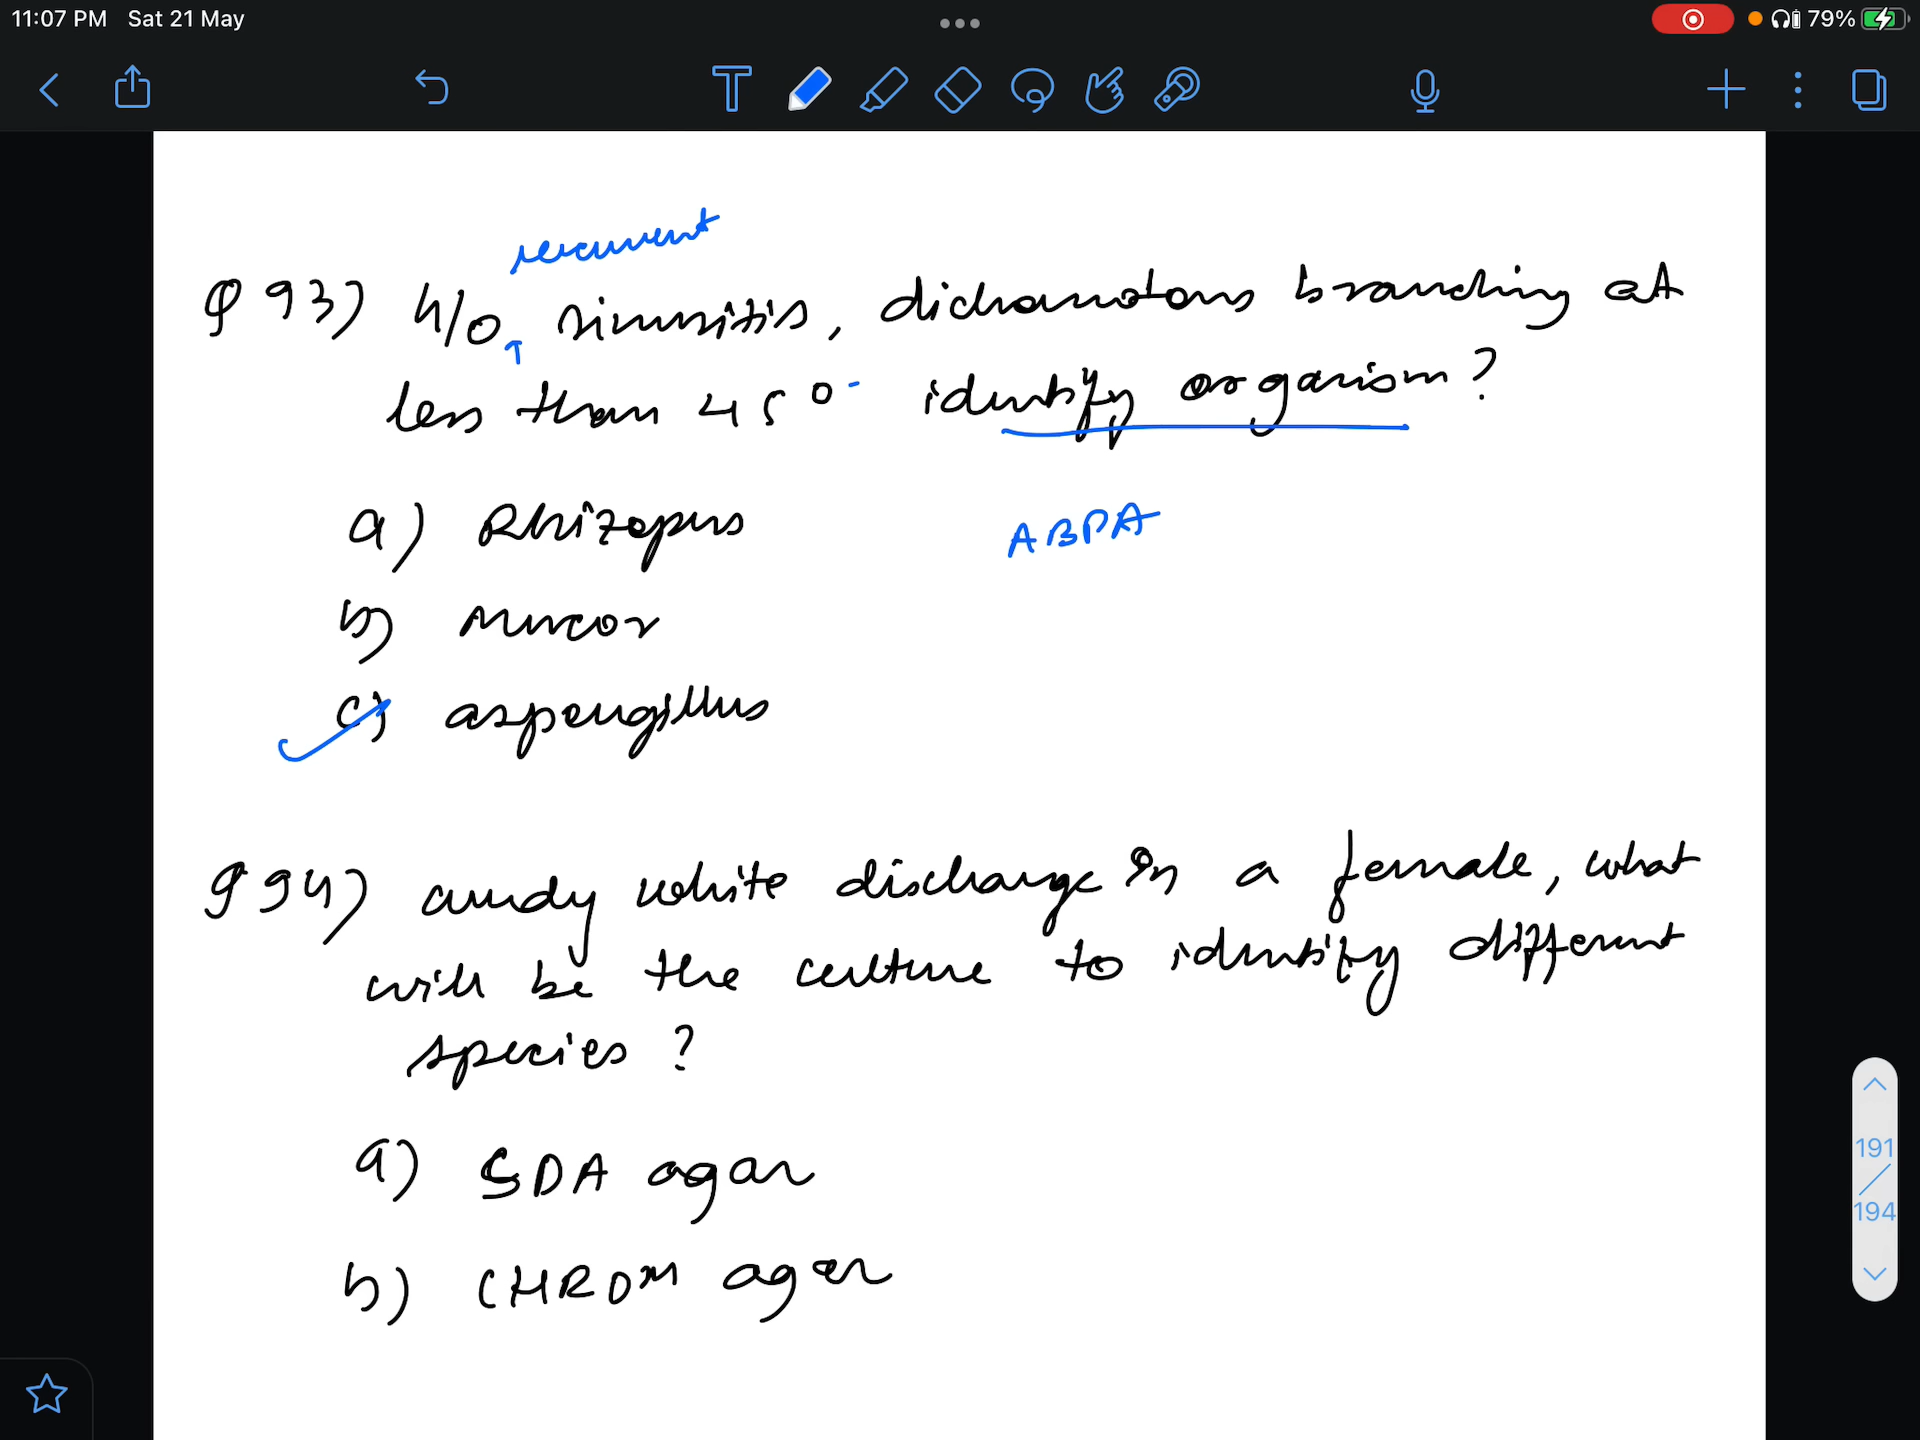 11:07 PM Sat 21 May
79%
recurrent
Q 93) H/O sinusitis, dichomotous branching at
less than 45° identify organism?
a) Rhizopus
ABPA
b) Mucor
c) aspergillus
Q 94) curdy white discharge in a female, what
will be the culture to identify different
species ?
191
194
a) SDA agar
b) CHROM agar